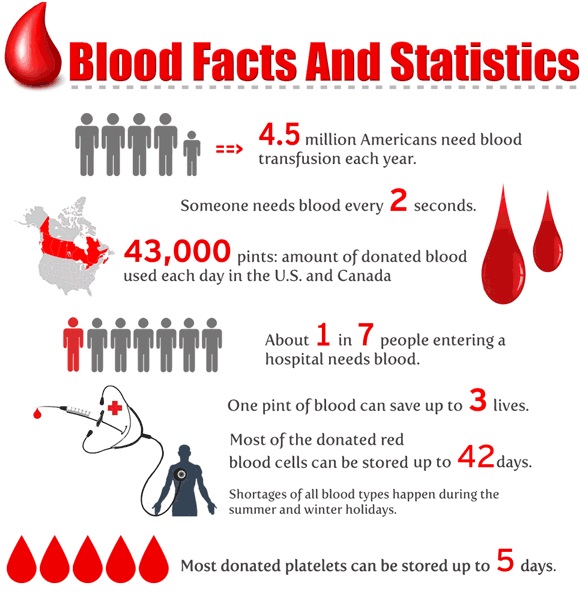 Blood Facts And Statistics
==> 4.5 million Americans need blood
transfusion each year.
Someone needs blood every 2 seconds.
43,000 pints: amount of donated blood
used each day in the U.S. and Canada
About 1 in 7 people entering a
hospital needs blood.
One pint of blood can save up to 3 lives.
Most of the donated red
blood cells can be stored up to 42 days.
Shortages of all blood types happen during the
summer and winter holidays.
Most donated platelets can be stored up to 5 days.